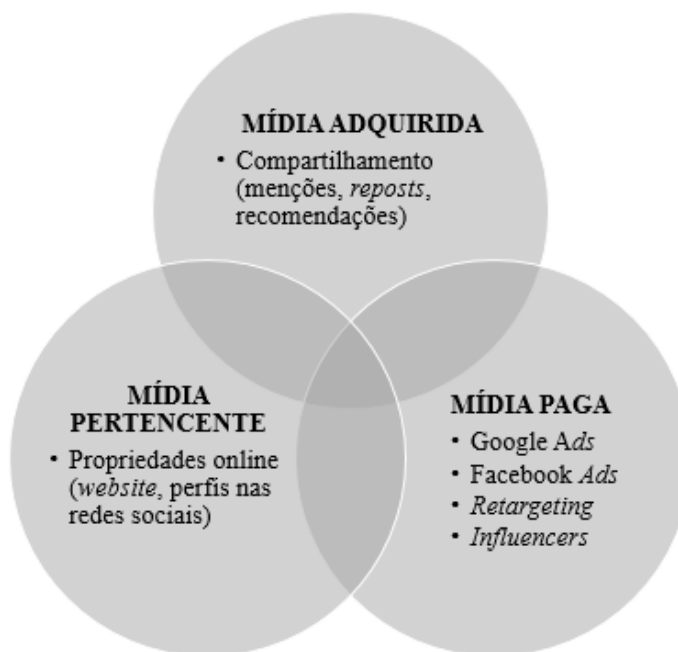 MÍDIA ADQUIRIDA
• Compartilhamento
(menções, reposts,
recomendações)
MÍDIA
PERTENCENTE
• Propriedades online
(website, perfis nas
redes sociais)
MÍDIA PAGA
• Google Ads
• Facebook Ads
• Retargeting
• Influencers